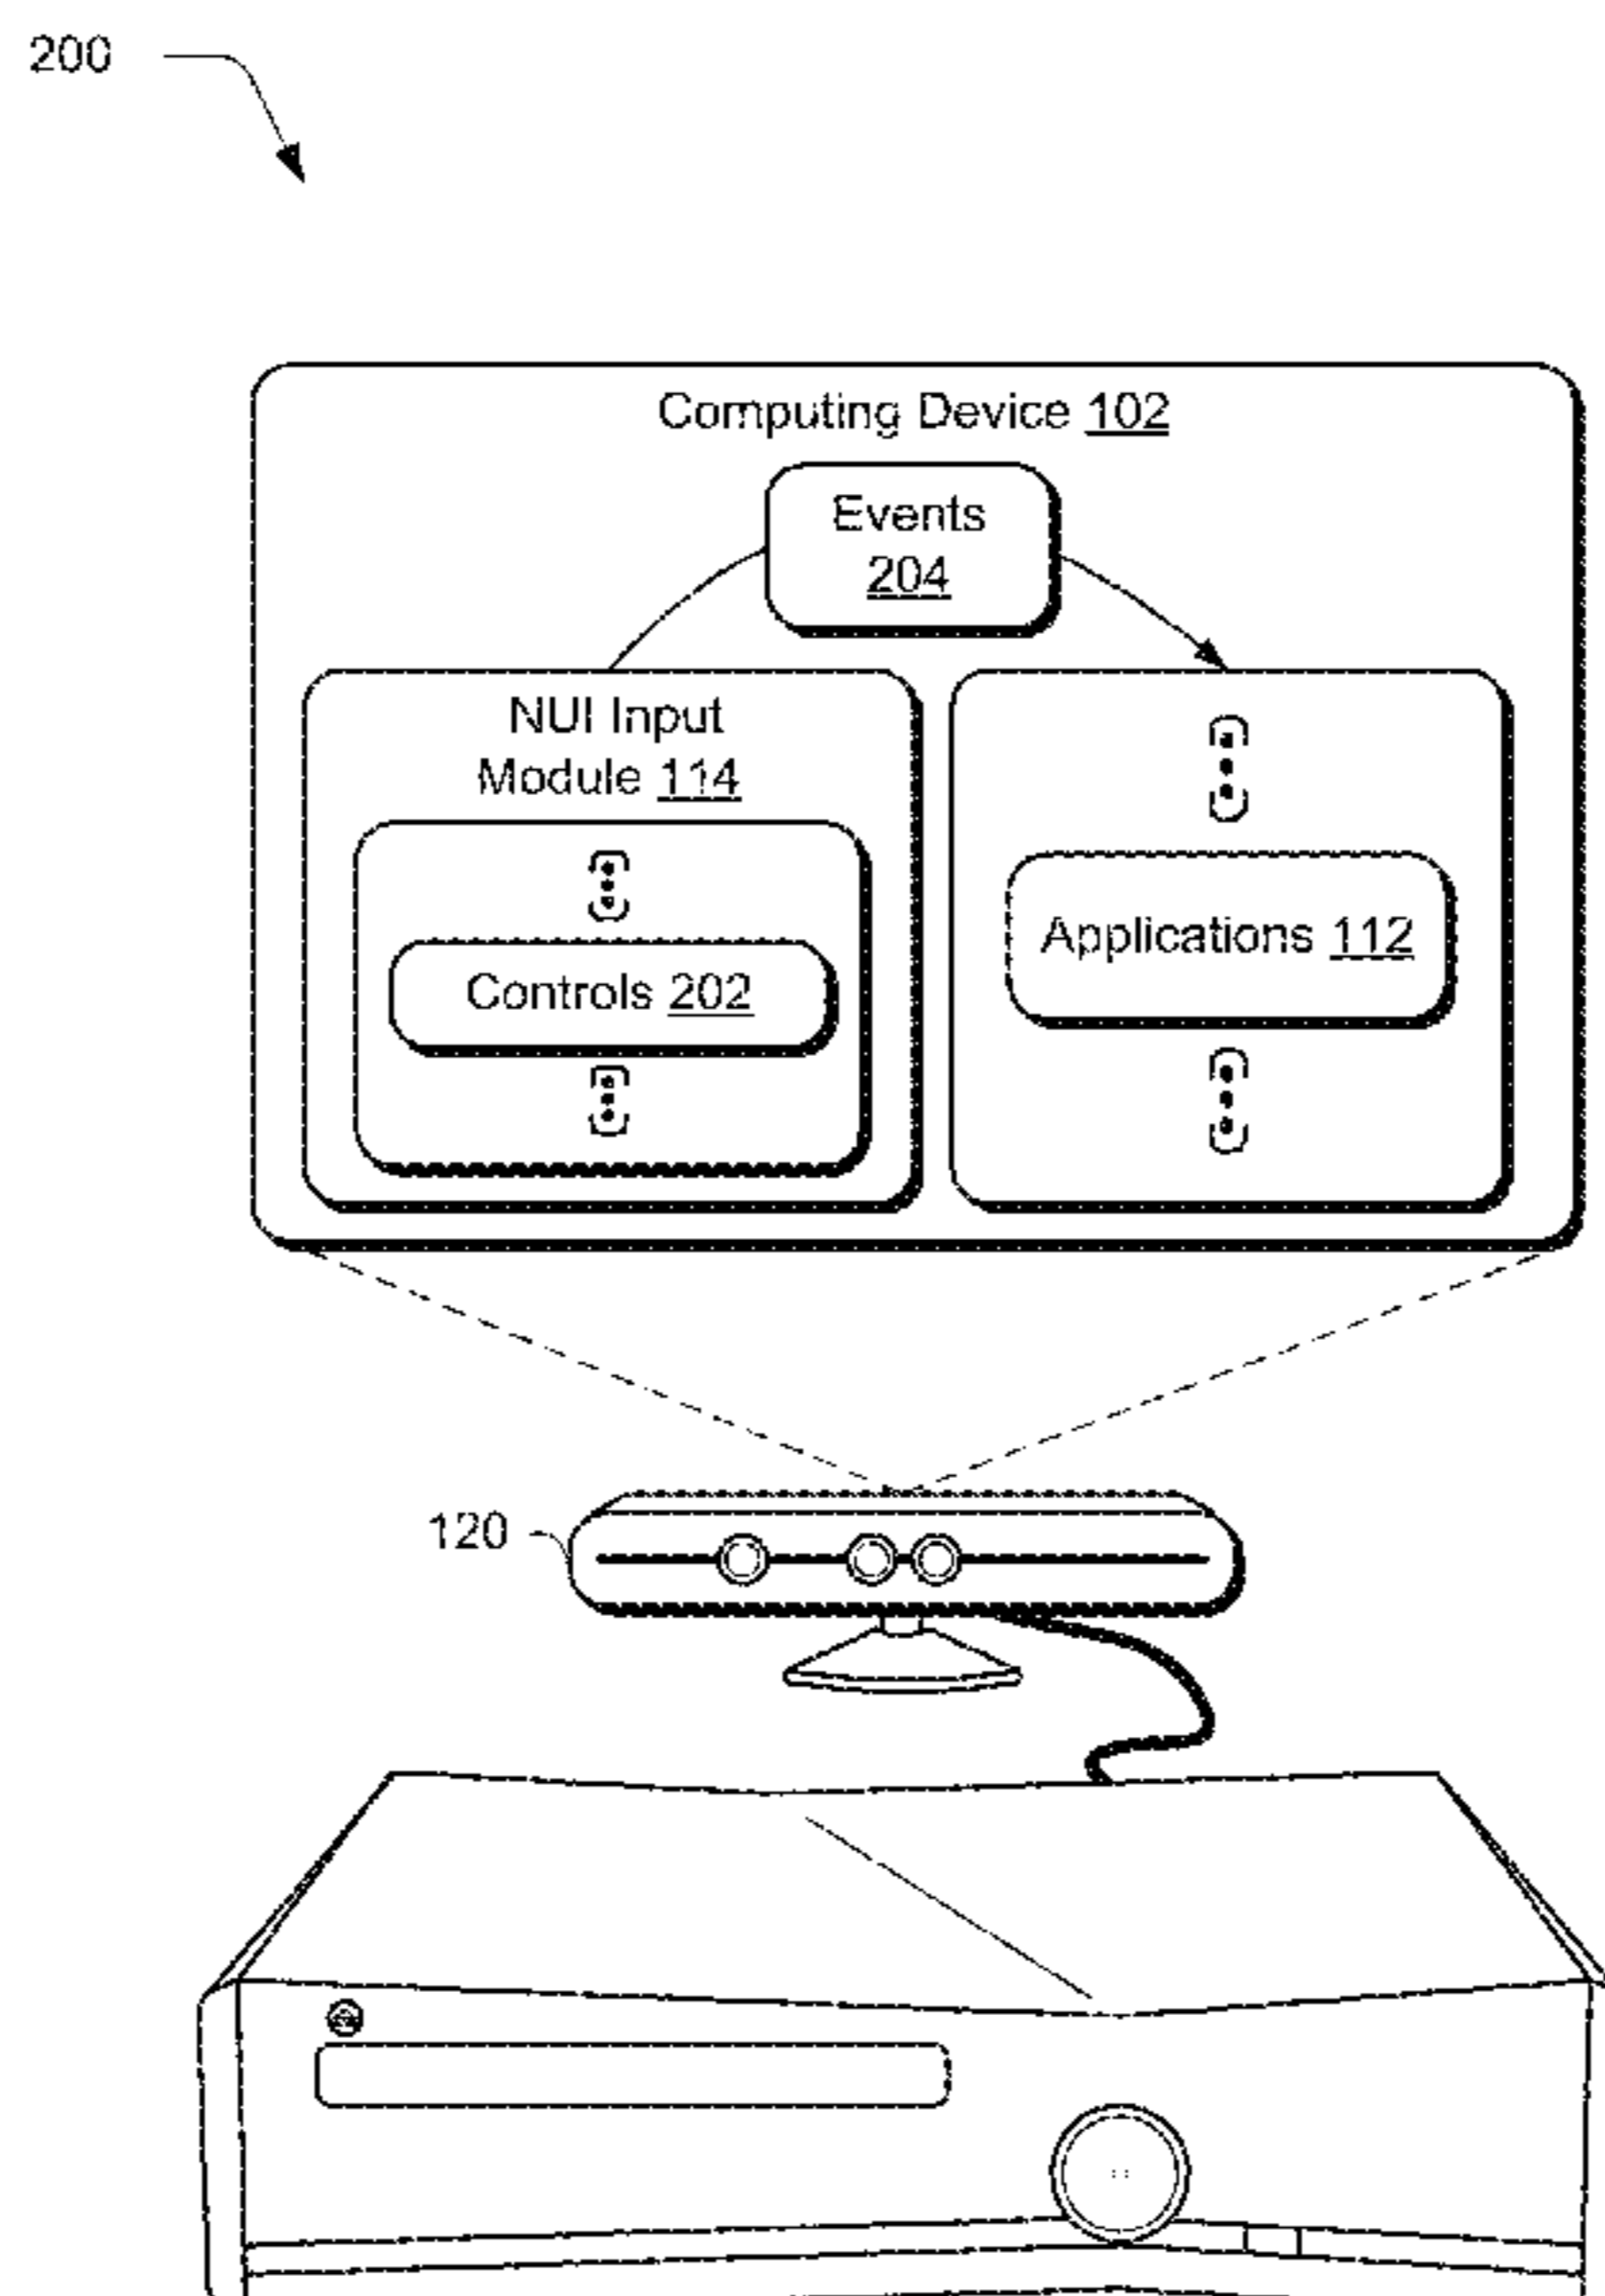 200
Computing Device 102
Events
204
NUI Input
Module 114
Controls 202
Applications 112
120